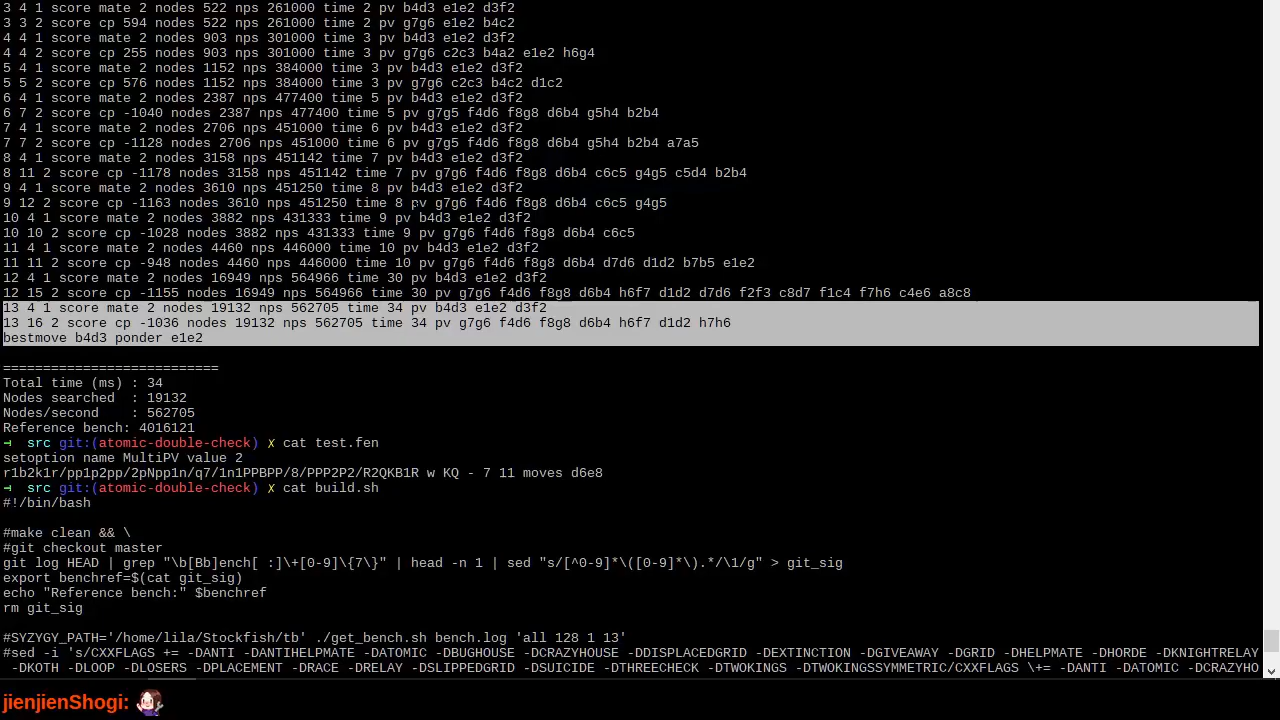 3 4 1 score mate 2 nodes 522 nps 261000 time 2 pv b4d3 e1e2 d3f2
3 3 2 score cp 594 nodes 522 nps 261000 time 2 pv g7g6 e1e2 b4c2
4 4 1 score mate 2 nodes 903 nps 301000 time 3 pv b4d3 e1e2 d3f2
4 4 2 score cp 255 nodes 903 nps 301000 time 3 pv g7g6 c2c3 b4a2 e1e2 h6g4
5 4 1 score mate 2 nodes 1152 nps 384000 time 3 pv b4d3 e1e2 d3f2
5 5 2 score cp 576 nodes 1152 nps 384000 time 3 pv g7g6 c2c3 b4c2 d1c2
6 4 1 score mate 2 nodes 2387 nps 477400 time 5 pv b4d3 e1e2 d3f2
6 7 2 score cp -1040 nodes 2387 nps 477400 time 5 pv g7g5 f4d6 f8g8 d6b4 g5h4 b2b4
7 4 1 score mate 2 nodes 2706 nps 451000 time 6 pv b4d3 e1e2 d3f2
7 7 2 score cp -1128 nodes 2706 nps 451000 time 6 pv g7g5 f4d6 f8g8 d6b4 g5h4 b2b4 a7a5
8 4 1 score mate 2 nodes 3158 nps 451142 time 7 pv b4d3 e1e2 d3f2
8 11 2 score cp -1178 nodes 3158 nps 451142 time 7 pv g7g6 f4d6 f8g8 d6b4 c6c5 g4g5 c5d4 b2b4
9 4 1 score mate 2 nodes 3610 nps 451250 time 8 pv b4d3 e1e2 d3f2
9 12 2 score cp -1163 nodes 3610 nps 451250 time 8 pv g7g6 f4d6 f8g8 d6b4 c6c5 g4g5
10 4 1 score mate 2 nodes 3882 nps 431333 time 9 pv b4d3 e1e2 d3f2
10 10 2 score cp -1028 nodes 3882 nps 431333 time 9 pv g7g6 f4d6 f8g8 d6b4 c6c5
11 4 1 score mate 2 nodes 4460 nps 446000 time 10 pv b4d3 e1e2 d3f2
11 11 2 score cp -948 nodes 4460 nps 446000 time 10 pv g7g6 f4d6 f8g8 d6b4 d7d6 d1d2 b7b5 e1e2
12 4 1 score mate 2 nodes 16949 nps 564966 time 30 pv b4d3 e1e2 d3f2
12 15 2 score cp -1155 nodes 16949 nps 564966 time 30 pv g7g6 f4d6 f8g8 d6b4 h6f7 d1d2 d7d6 f2f3 c8d7 f1c4 f7h6 c4e6 a8c8
13 4 1 score mate 2 nodes 19132 nps 562705 time 34 pv b4d3 e1e2 d3f2
13 16 2 score cp -1036 nodes 19132 nps 562705 time 34 pv g7g6 f4d6 f8g8 d6b4 h6f7 d1d2 h7h6
bestmove b4d3 ponder e1e2
===========================
Total time (ms) : 34
Nodes searched  : 19132
Nodes/second    : 562705
Reference bench: 4016121
→ src git:(atomic-double-check) ✗ cat test.fen
setoption name MultiPV value 2
r1b2k1r/pp1p2pp/2pNpp1n/q7/1n1PPBPP/8/PPP2P2/R2QKB1R w KQ - 7 11 moves d6e8
→ src git:(atomic-double-check) ✗ cat build.sh
#!/bin/bash
#make clean && \
#git checkout master
git log HEAD | grep "\b[Bb]ench[ :]\+[0-9]\{7\}" | head -n 1 | sed "s/[^0-9]*\([0-9]*\).*/\1/g" > git_sig
export benchref=$(cat git_sig)
echo "Reference bench:" $benchref
rm git_sig
#SYZYGY_PATH='/home/lila/Stockfish/tb' ./get_bench.sh bench.log 'all 128 1 13'
#sed -i 's/CXXFLAGS += -DANTI -DANTIHELPMATE -DATOMIC -DBUGHOUSE -DCRAZYHOUSE -DDISPLACEDGRID -DEXTINCTION -DGIVEAWAY -DGRID -DHELPMATE -DHORDE -DKNIGHTRELAY
-DKOTH -DLOOP -DLOSERS -DPLACEMENT -DRACE -DRELAY -DSLIPPEDGRID -DSUICIDE -DTHREECHECK -DTWOKINGS -DTWOKINGSSYMMETRIC/CXXFLAGS \+= -DANTI -DATOMIC -DCRAZYHO
jienjienShogi: